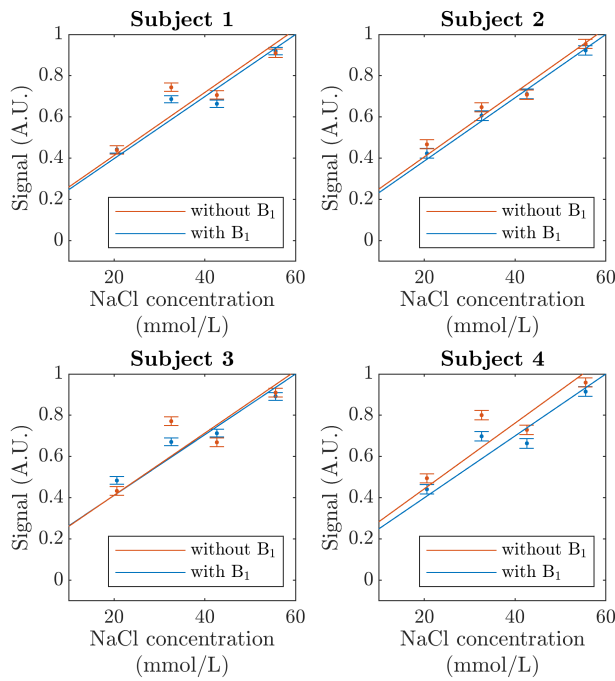 Subject 1
Signal (A.U.)
1
0.8
0.6
0.4
0.2
0
without B₁
with B₁
20 40 60
NaCl concentration
(mmol/L)
Subject 2
Signal (A.U.)
1
0.8
0.6
0.4
0.2
0
without B₁
with B₁
20 40 60
NaCl concentration
(mmol/L)
Subject 3
Signal (A.U.)
1
0.8
0.6
0.4
0.2
0
without B₁
with B₁
20 40 60
NaCl concentration
(mmol/L)
Subject 4
Signal (A.U.)
1
0.8
0.6
0.4
0.2
0
without B₁
with B₁
20 40 60
NaCl concentration
(mmol/L)